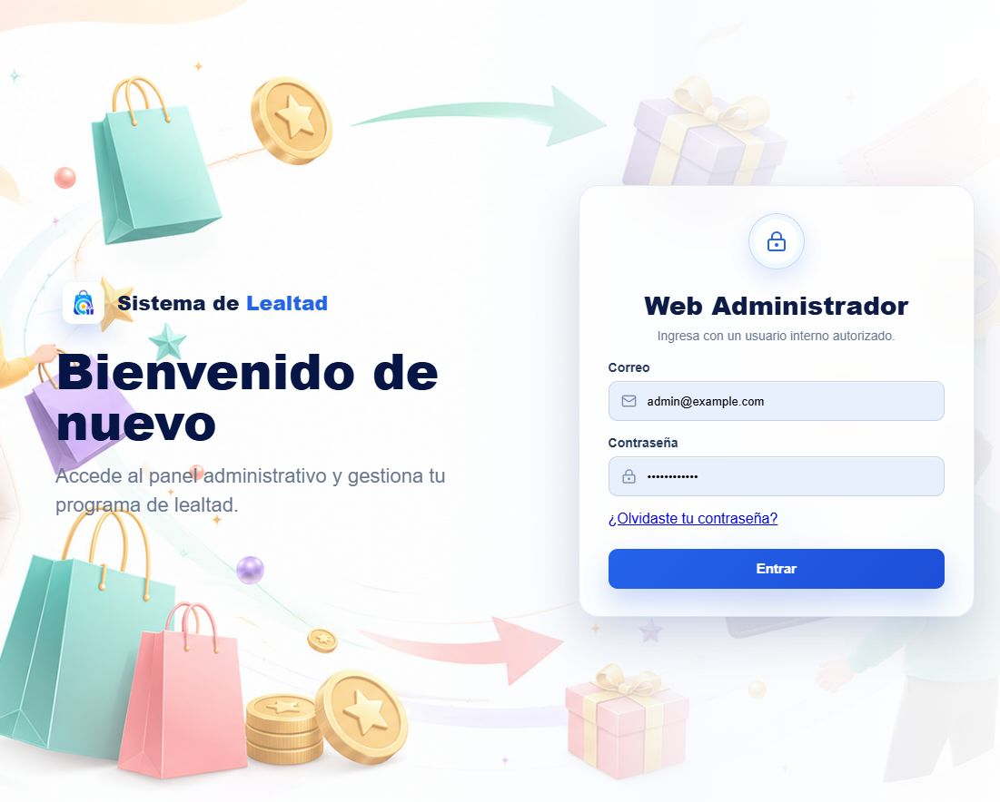 Sistema de Lealtad
Bienvenido de
nuevo
Accede al panel administrativo y gestiona tu
programa de lealtad.
Web Administrador
Ingresa con un usuario interno autorizado.
Correo
admin@example.com
Contraseña
••••••••••••
¿Olvidaste tu contraseña?
Entrar